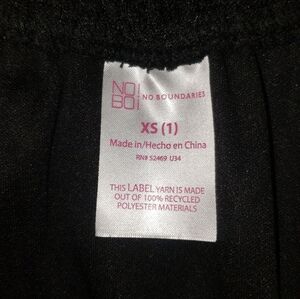 NO
BO
NO BOUNDARIES
XS (1)
Made in/Hecho en China
RN# 52469 U34
THIS LABEL YARN IS MADE
OUT OF 100% RECYCLED
POLYESTER MATERIALS